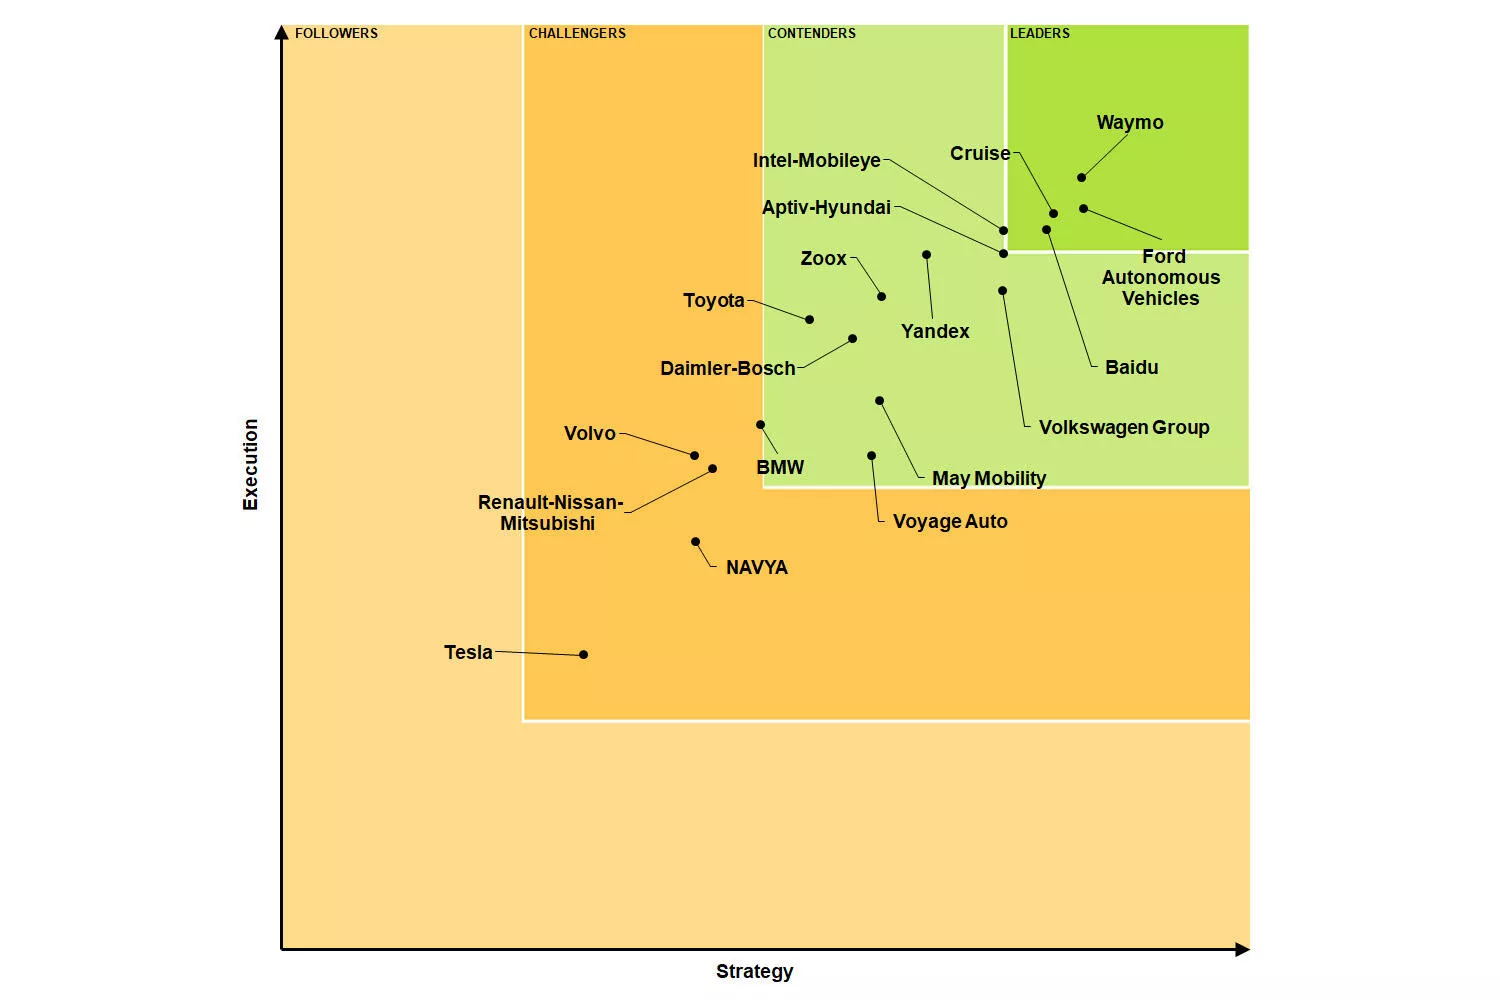 FOLLOWERS
CHALLENGERS
CONTENDERS
LEADERS
Waymo
Cruise
Intel-Mobileye
Aptiv-Hyundai
Zoox
Ford
Autonomous
Vehicles
Toyota
Yandex
Daimler-Bosch
Baidu
Volvo
Volkswagen Group
BMW
May Mobility
Renault-Nissan-
Mitsubishi
Voyage Auto
NAVYA
Tesla
Execution
Strategy